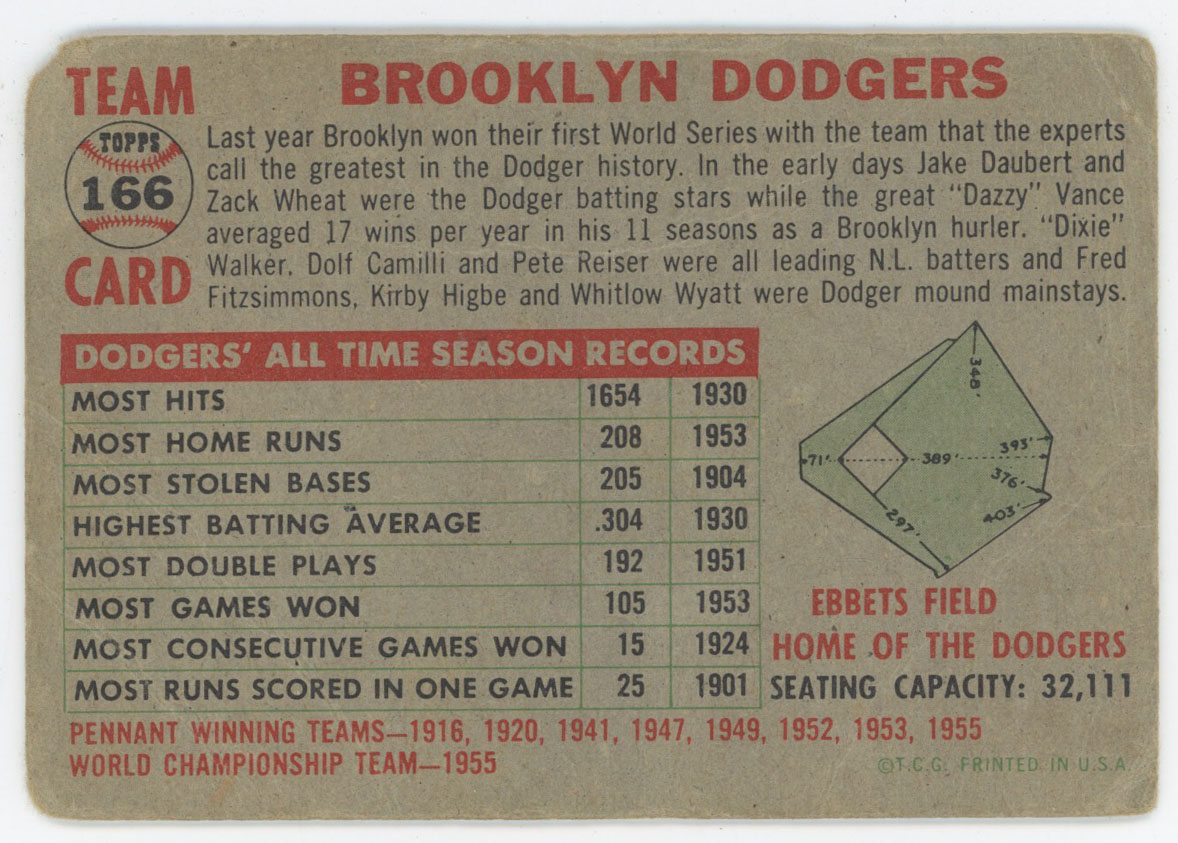 TEAM
TOPPS
166
CARD
BROOKLYN DODGERS
Last year Brooklyn won their first World Series with the team that the experts
call the greatest in the Dodger history. In the early days Jake Daubert and
Zack Wheat were the Dodger batting stars while the great "Dazzy" Vance
averaged 17 wins per year in his 11 seasons as a Brooklyn hurler. "Dixie"
Walker, Dolf Camilli and Pete Reiser were all leading N.L. batters and Fred
Fitzsimmons, Kirby Higbe and Whitlow Wyatt were Dodger mound mainstays.
DODGERS' ALL TIME SEASON RECORDS
MOST HITS 1654 1930
MOST HOME RUNS 208 1953
MOST STOLEN BASES 205 1904
HIGHEST BATTING AVERAGE .304 1930
MOST DOUBLE PLAYS 192 1951
MOST GAMES WON 105 1953
MOST CONSECUTIVE GAMES WON 15 1924
MOST RUNS SCORED IN ONE GAME 25 1901
348'
393'
71' 389'
376'
403'
297'
EBBETS FIELD
HOME OF THE DODGERS
SEATING CAPACITY: 32,111
PENNANT WINNING TEAMS—1916, 1920, 1941, 1947, 1949, 1952, 1953, 1955
WORLD CHAMPIONSHIP TEAM—1955
©T.C.G. PRINTED IN U.S.A.